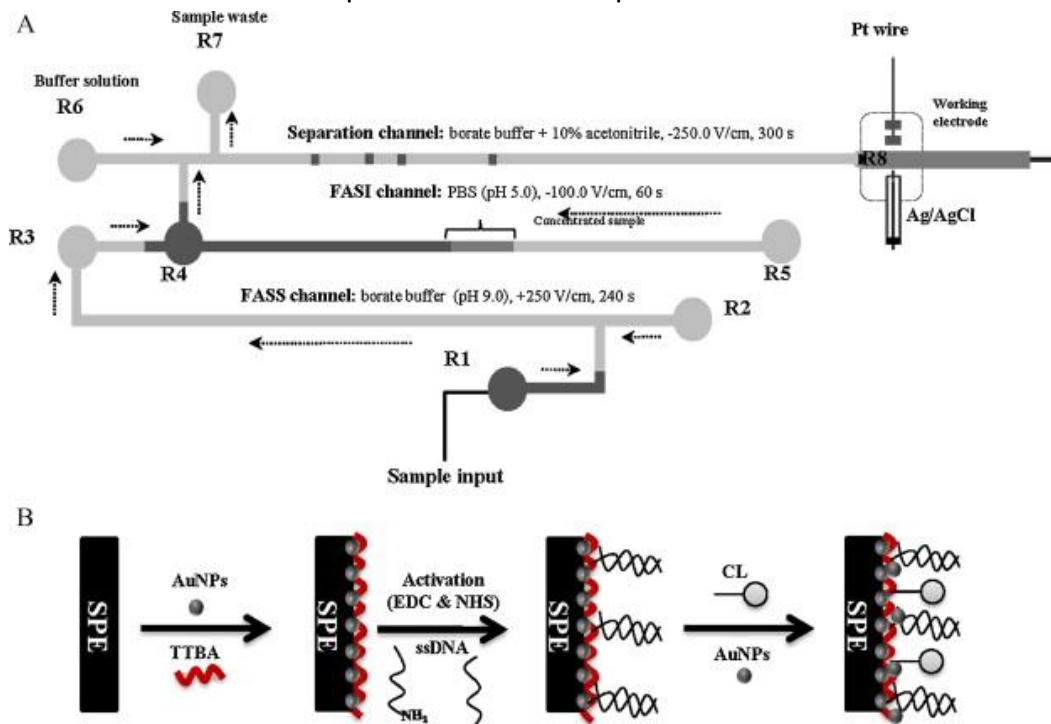 A
Sample waste
R7
Pt wire
Buffer solution
R6
Working
electrode
Separation channel: borate buffer + 10% acetonitrile, -250.0 V/cm, 300 s
R8
FASI channel: PBS (pH 5.0), -100.0 V/cm, 60 s
Ag/AgCl
Concentrated sample
R3
R4
R5
FASS channel: borate buffer (pH 9.0), +250 V/cm, 240 s
R2
R1
Sample input
B
SPE
AuNPs
TTBA
SPE
Activation
(EDC & NHS)
ssDNA
NH2
SPE
CL
AuNPs
SPE